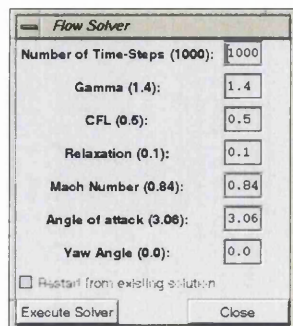 Flow Solver
Number of Time-Steps (1000): 1000
Gamma (1.4): 1.4
CFL (0.5): 0.5
Relaxation (0.1): 0.1
Mach Number (0.84): 0.84
Angle of attack (3.06): 3.06
Yaw Angle (0.0): 0.0
Restart from existing solution
Execute Solver Close